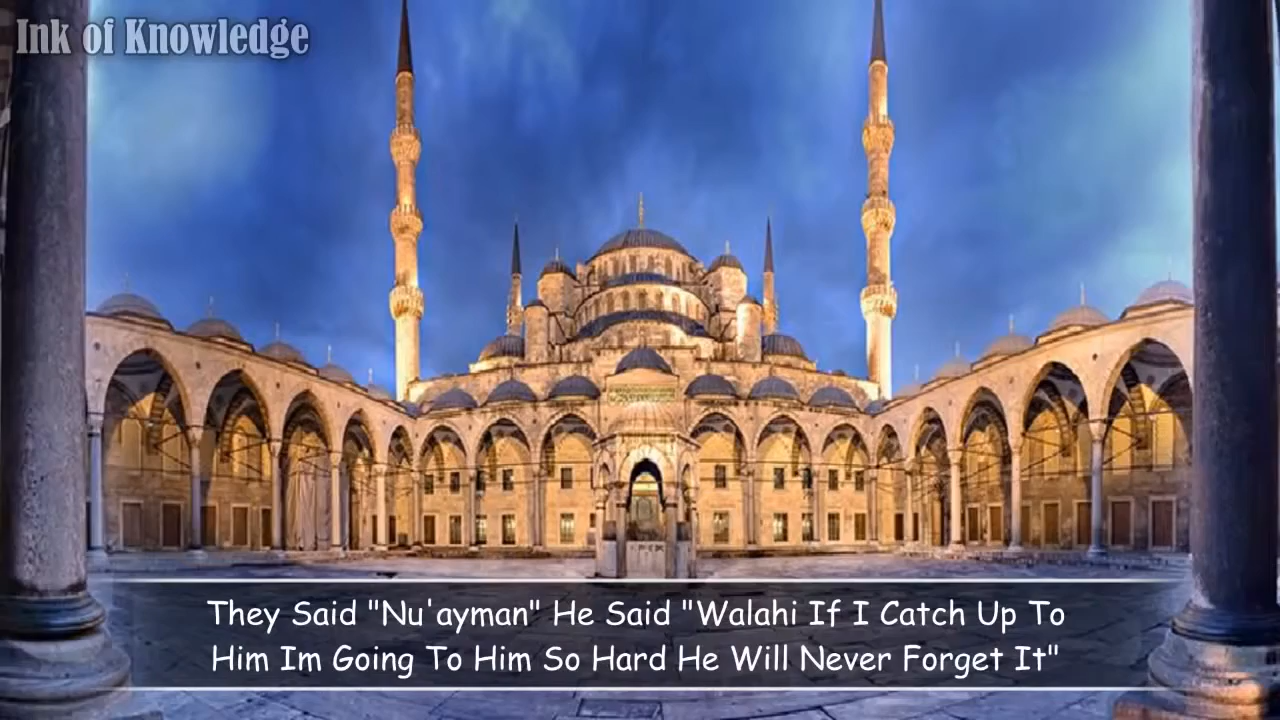 Ink of Knowledge
They Said "Nu'ayman" He Said "Walahi If I Catch Up To
Him Im Going To Him So Hard He Will Never Forget It"